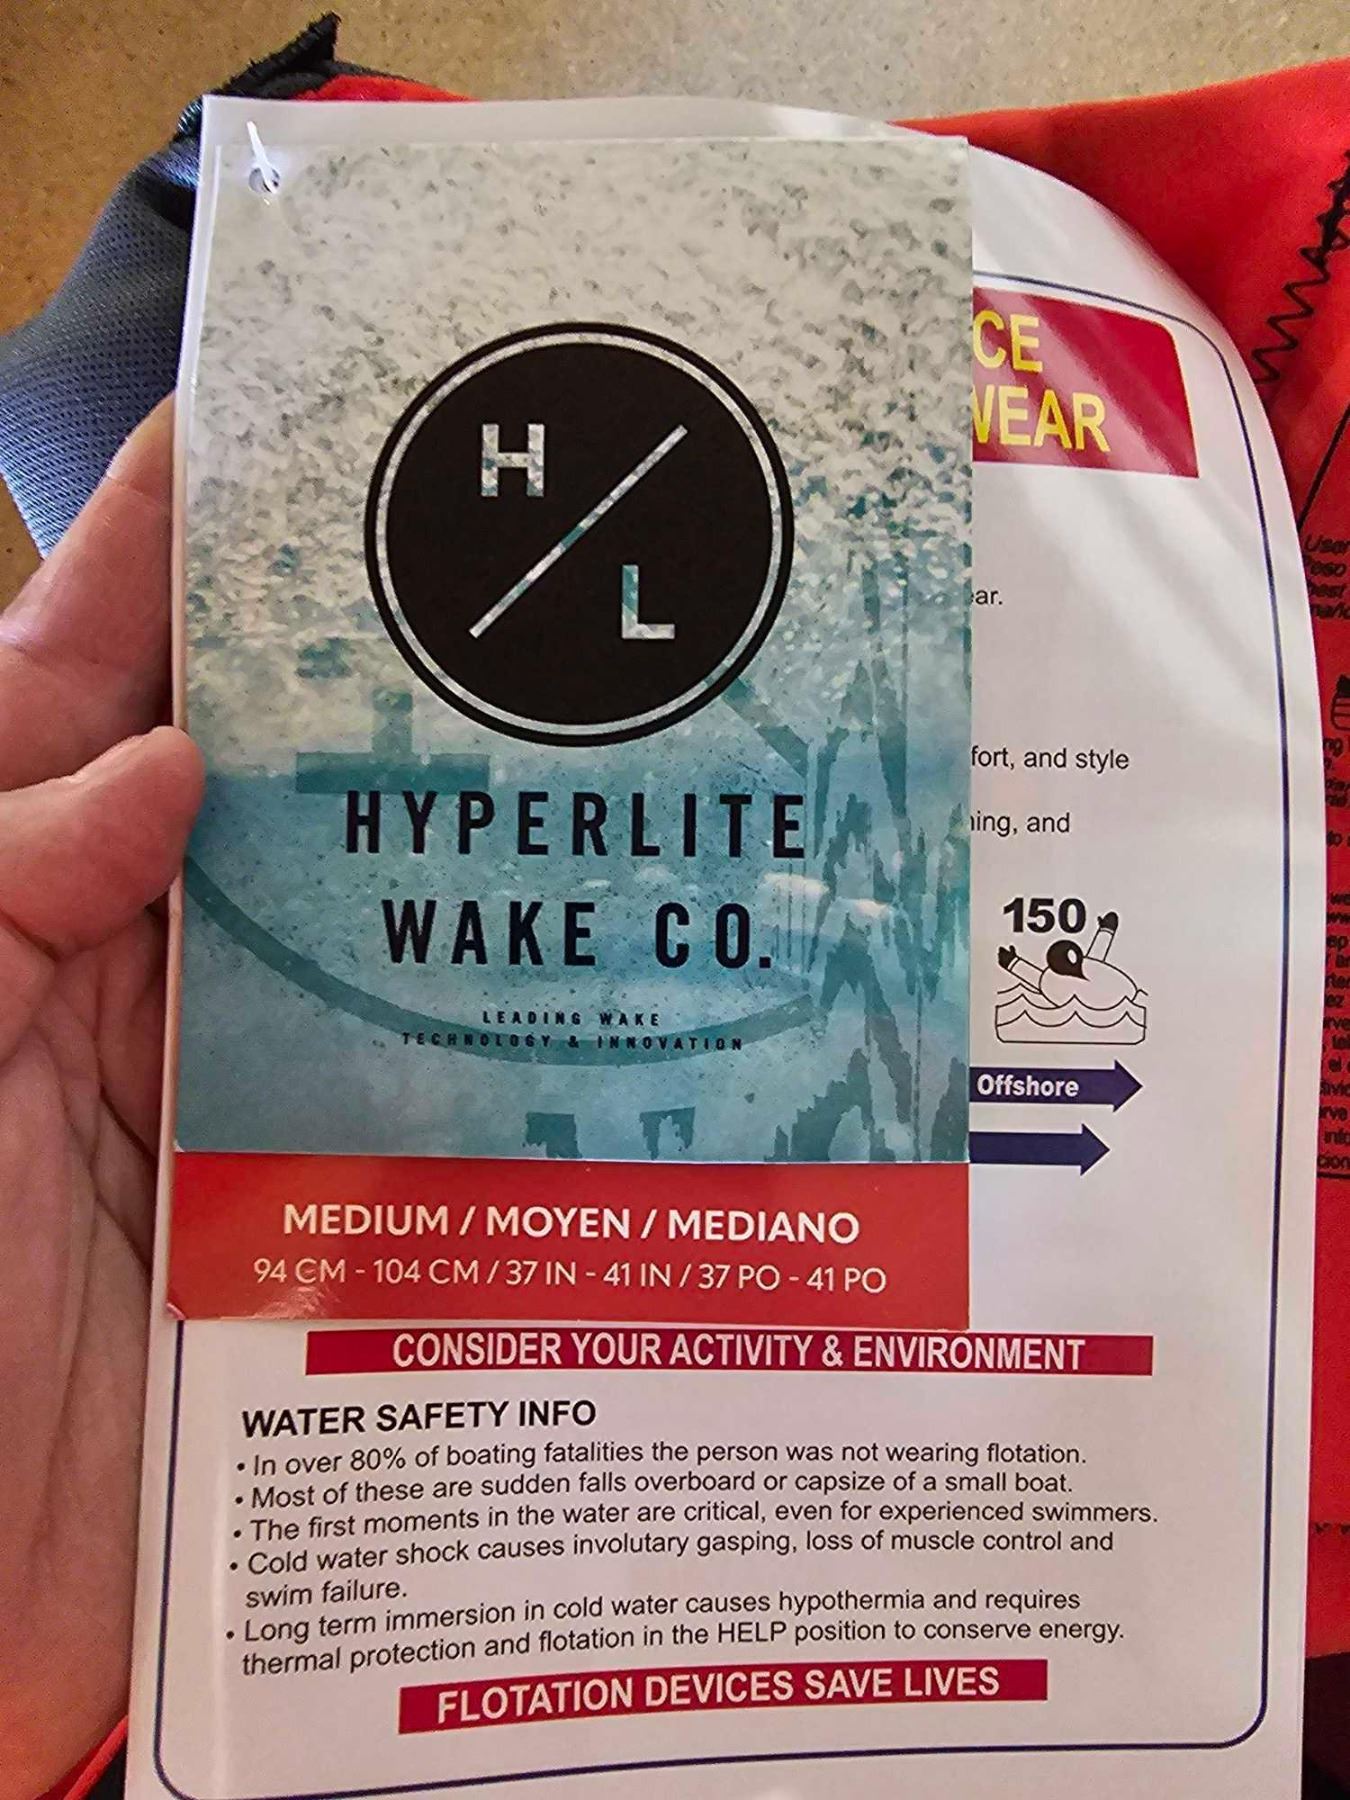 H
L
HYPERLITE
WAKE CO.
LEADING WAKE
TECHNOLOGY & INNOVATION
MEDIUM / MOYEN / MEDIANO
94 CM - 104 CM / 37 IN - 41 IN / 37 PO - 41 PO
CE
WEAR
ar.
fort, and style
ing, and
150
Offshore
CONSIDER YOUR ACTIVITY & ENVIRONMENT
WATER SAFETY INFO
• In over 80% of boating fatalities the person was not wearing flotation.
• Most of these are sudden falls overboard or capsize of a small boat.
• The first moments in the water are critical, even for experienced swimmers.
• Cold water shock causes involutary gasping, loss of muscle control and
swim failure.
• Long term immersion in cold water causes hypothermia and requires
thermal protection and flotation in the HELP position to conserve energy.
FLOTATION DEVICES SAVE LIVES